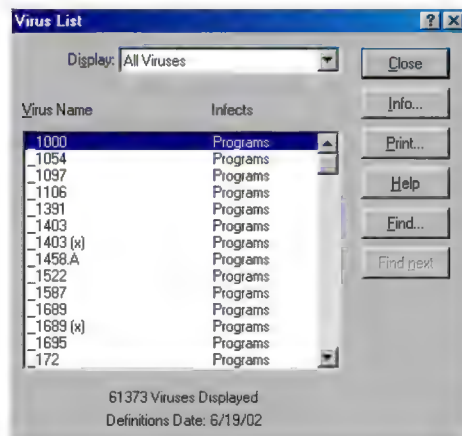 Virus List
Display: All Viruses
Close
Info...
Print...
Help
Find...
Find next
Virus Name Infects
_1000 Programs
_1054 Programs
_1097 Programs
_1106 Programs
_1391 Programs
_1403 Programs
_1403 (x) Programs
_1458.A Programs
_1522 Programs
_1587 Programs
_1689 Programs
_1689 (x) Programs
_1695 Programs
_172 Programs
61373 Viruses Displayed
Definitions Date: 6/19/02